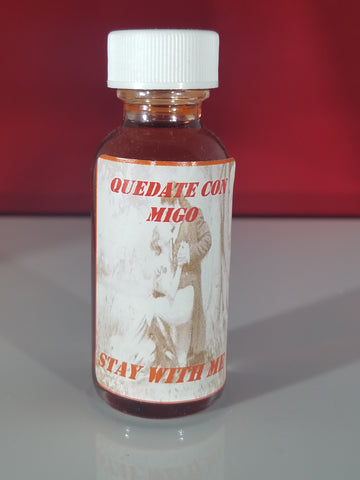 QUEDATE CON
MIGO
STAY WITH ME